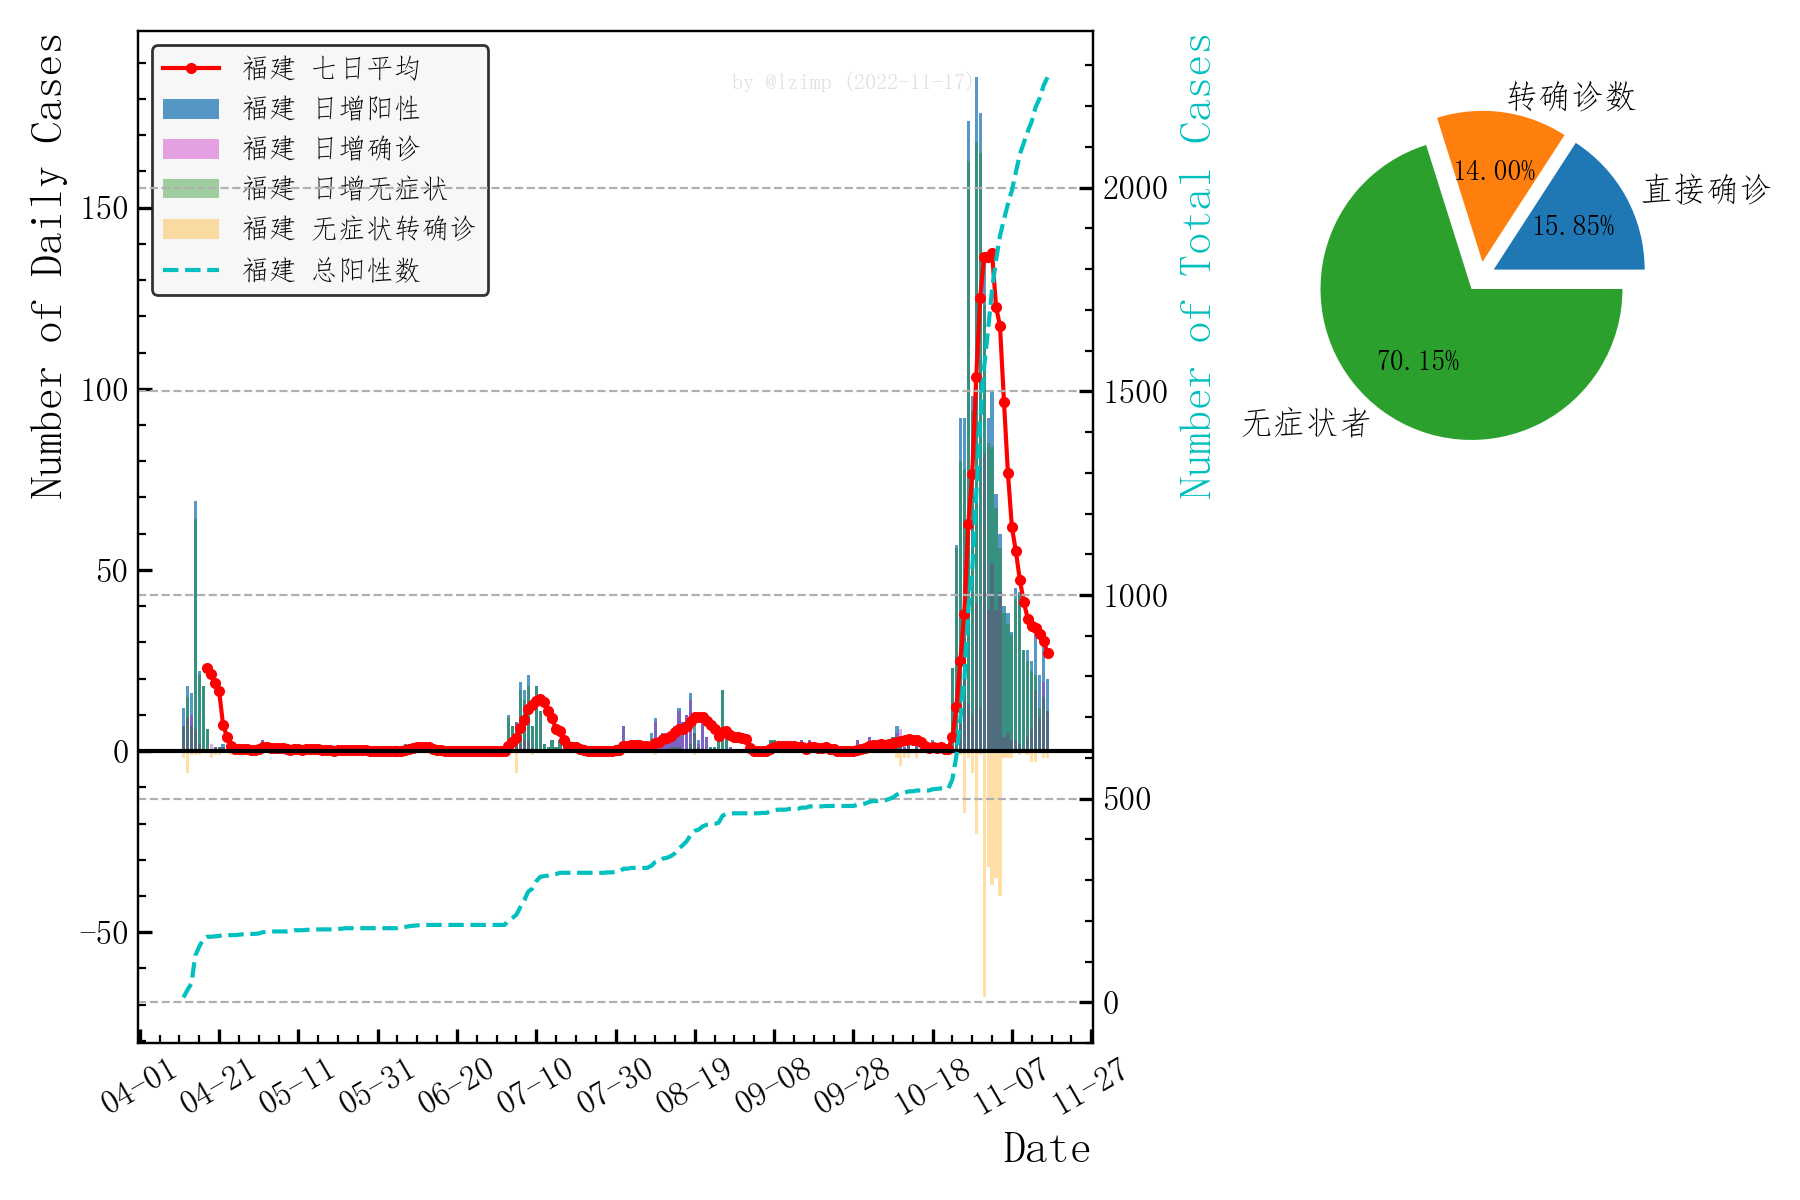 Number of Daily Cases
福建 七日平均
福建 日增阳性
福建 日增确诊
福建 日增无症状
福建 无症状转确诊
福建 总阳性数
by @lzimp (2022-11-17)
150
100
50
0
-50
2000
1500
1000
500
0
Number of Total Cases
04-01
04-21
05-11
05-31
06-20
07-10
07-30
08-19
09-08
09-28
10-18
11-07
11-27
Date
转确诊数
14.00%
直接确诊
15.85%
70.15%
无症状者